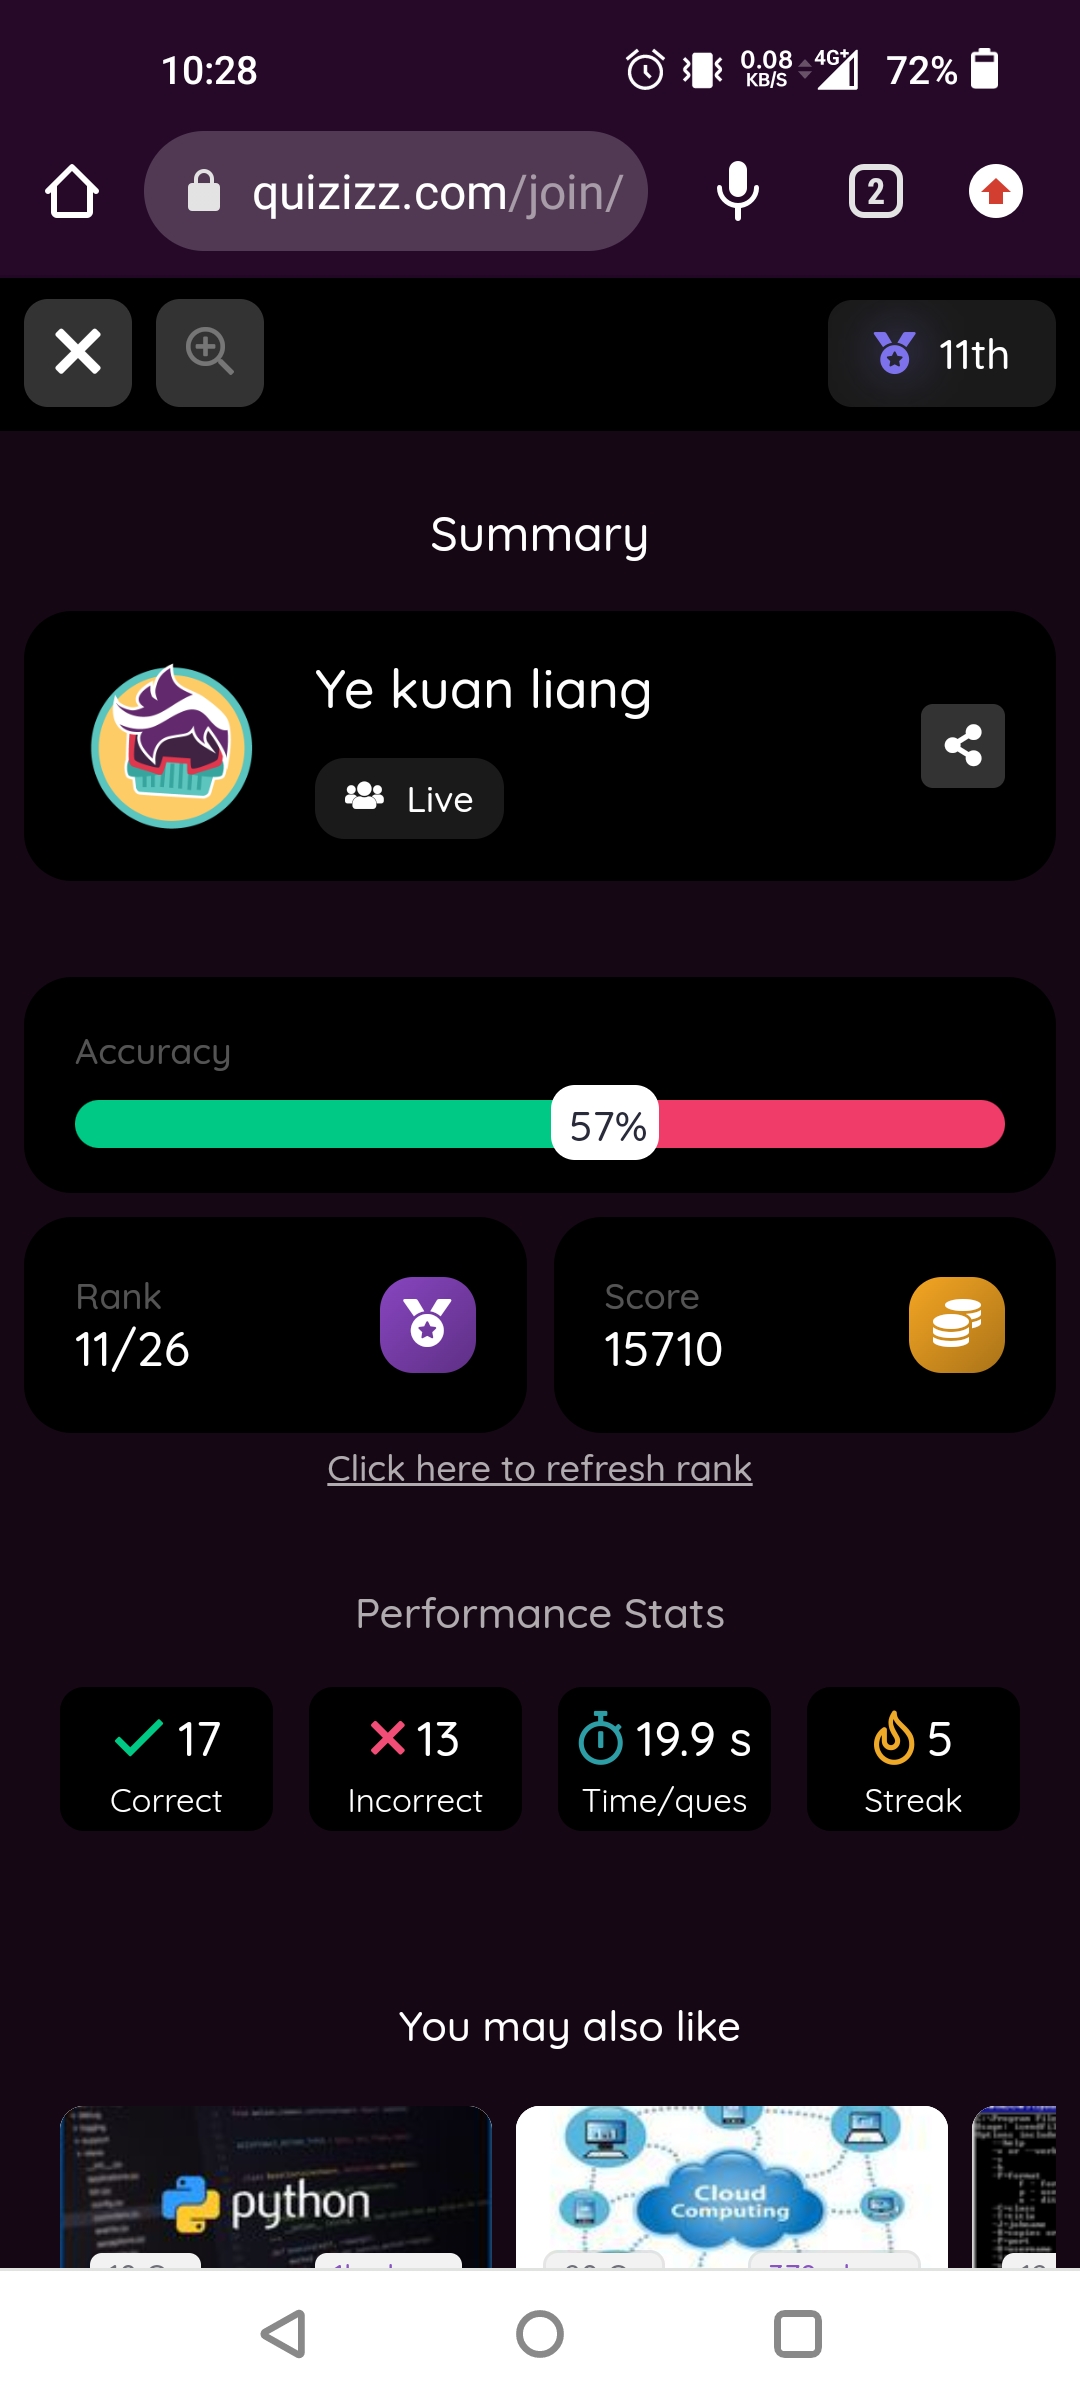 10:28
0.08
KB/S
4G+
72%
quizizz.com/join/
2
11th
Summary
Ye kuan liang
Live
Accuracy
57%
Rank
11/26
Score
15710
Click here to refresh rank
Performance Stats
17
Correct
13
Incorrect
19.9 s
Time/ques
5
Streak
You may also like
python
Cloud
Computing